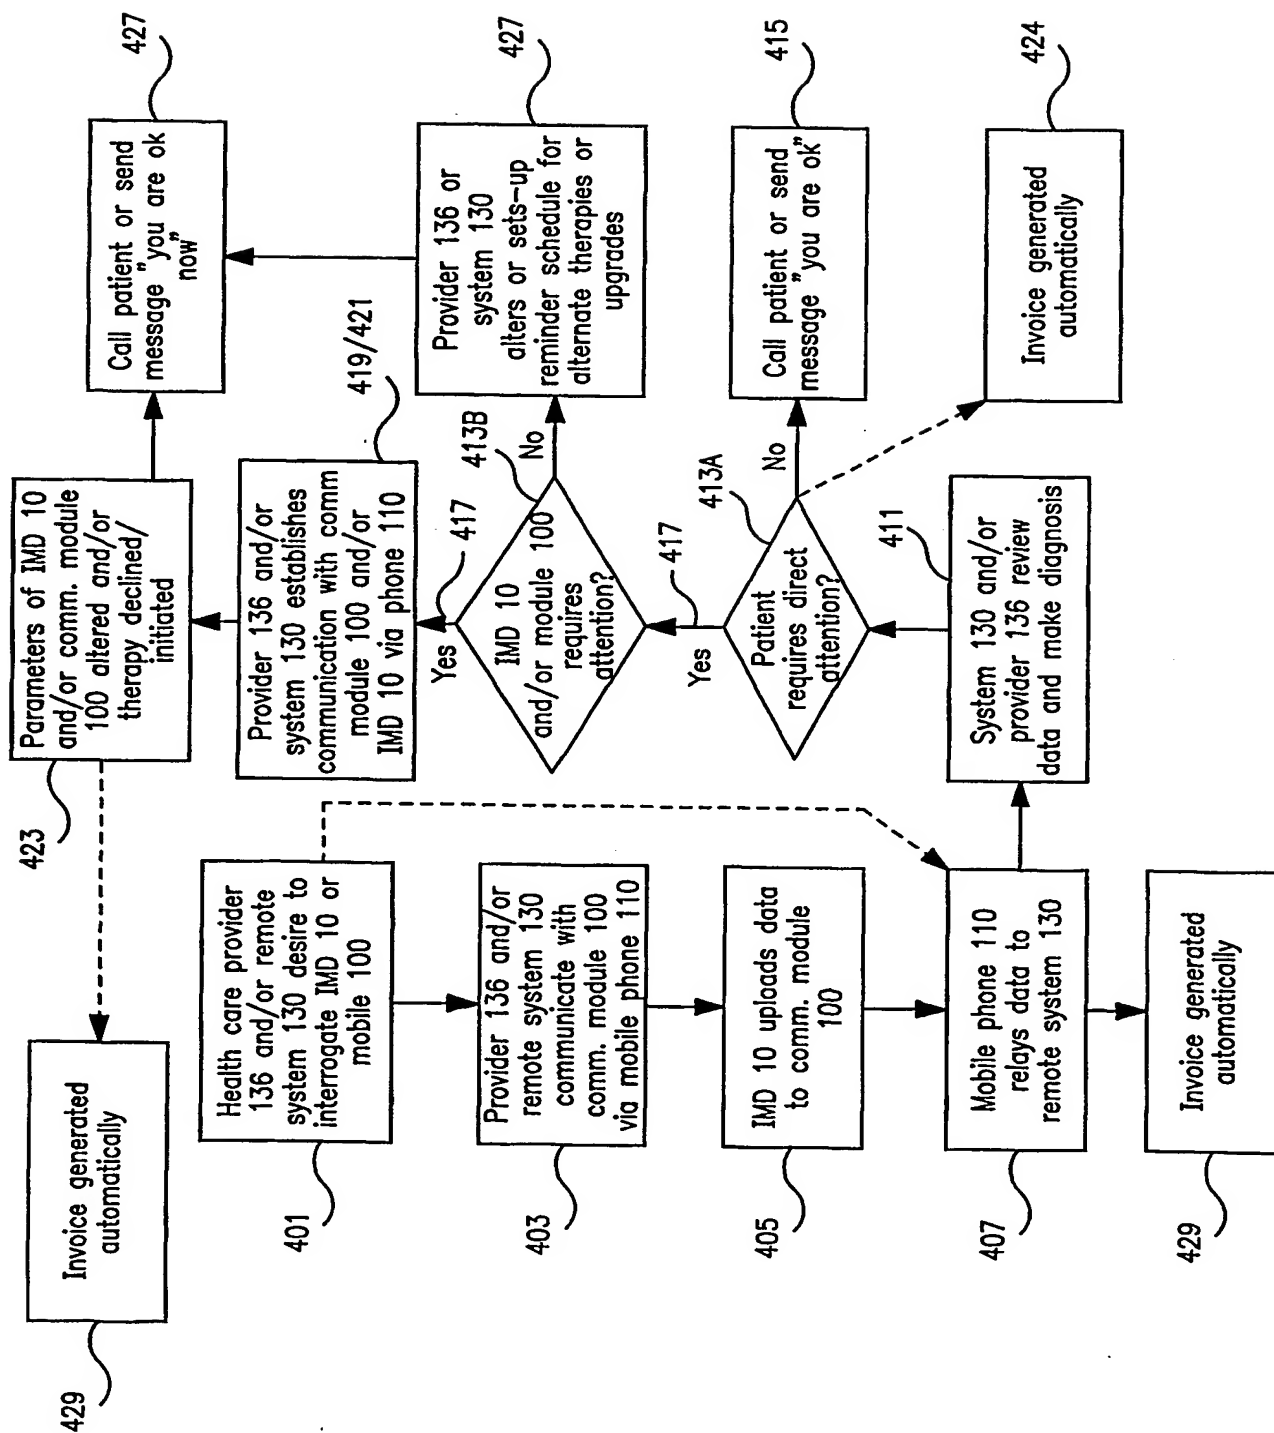 427
Call patient or send
message "you are ok
now"
427
Provider 136 or
system 130
alters or sets-up
reminder schedule for
alternate therapies or
upgrades
415
Call patient or send
message "you are ok"
424
Invoice generated
automatically
419/421
413B
No
413A
No
Parameters of IMD 10
and/or comm. module
100 altered and/or
therapy declined/
initiated
Provider 136 and/or
system 130 establishes
communication with comm
module 100 and/or
IMD 10 via phone 110
417
Yes
IMD 10
and/or module 100
requires
attention?
417
Yes
Patient
requires direct
attention?
411
System 130 and/or
provider 136 review
data and make diagnosis
423
Health care provider
136 and/or remote
system 130 desire to
interrogate IMD 10 or
mobile 100
401
Provider 136 and/or
remote system 130
communicate with
comm. module 100
via mobile phone 110
403
IMD 10 uploads data
to comm. module
100
405
Mobile phone 110
relays data to
remote system 130
407
Invoice generated
automatically
429
Invoice generated
automatically
429